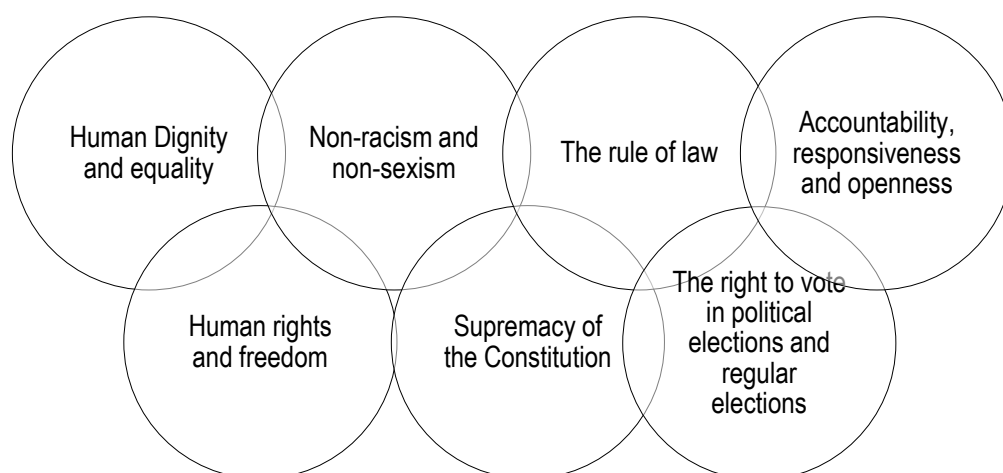 Human Dignity
and equality
Non-racism and
non-sexism
The rule of law
Accountability,
responsiveness
and openness
Human rights
and freedom
Supremacy of
the Constitution
The right to vote
in political
elections and
regular
elections